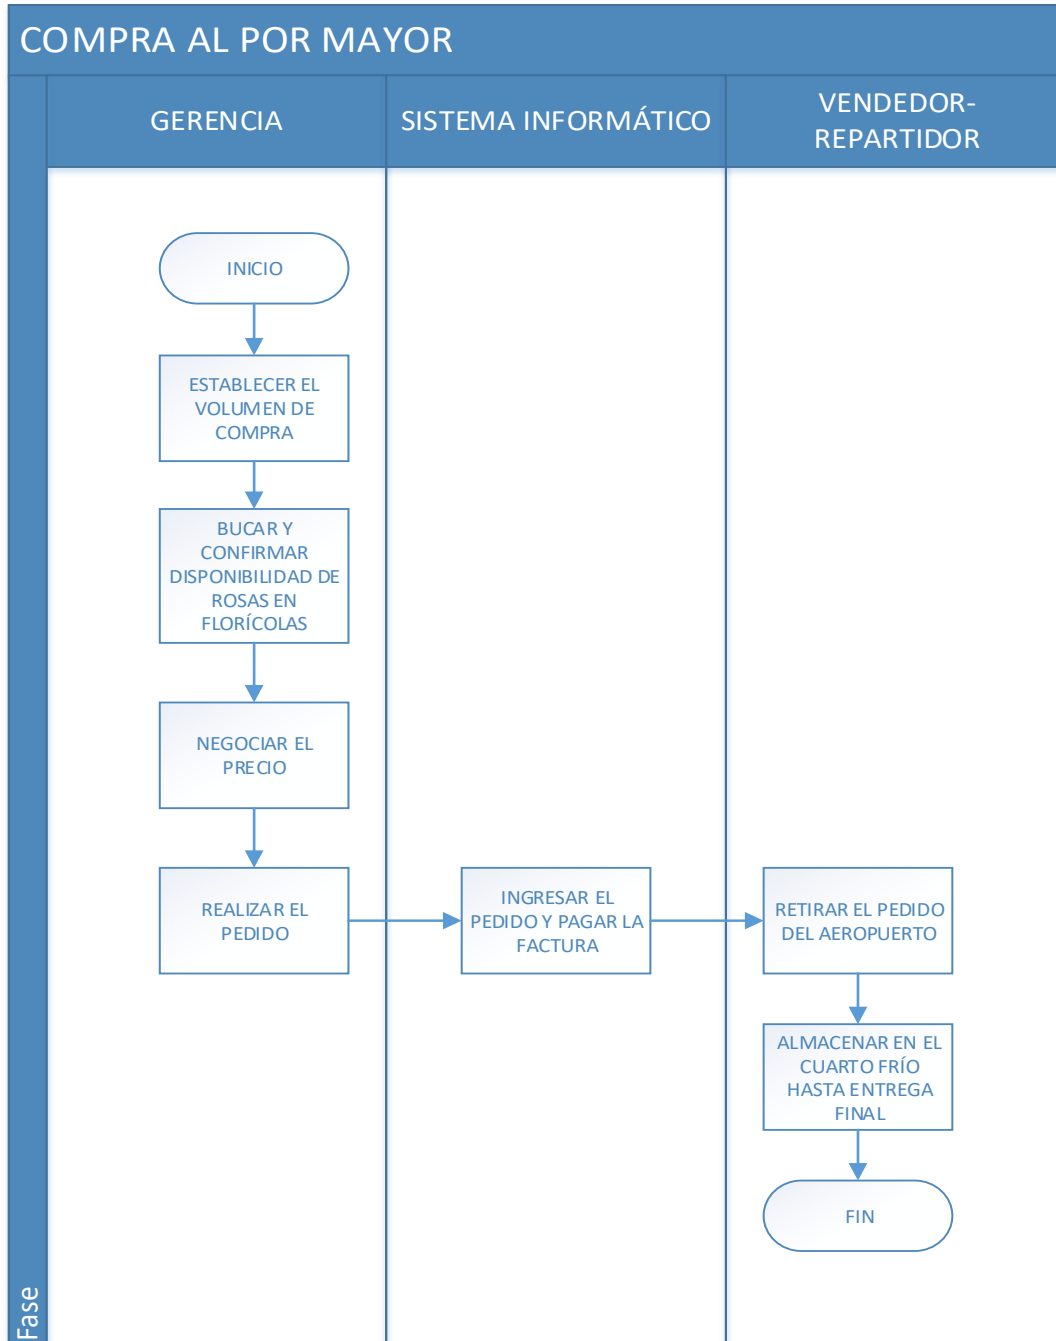 COMPRA AL POR MAYOR
GERENCIA
SISTEMA INFORMÁTICO
VENDEDOR-
REPARTIDOR
INICIO
ESTABLECER EL
VOLUMEN DE
COMPRA
BUCAR Y
CONFIRMAR
DISPONIBILIDAD DE
ROSAS EN
FLORÍCOLAS
NEGOCIAR EL
PRECIO
REALIZAR EL
PEDIDO
INGRESAR EL
PEDIDO Y PAGAR LA
FACTURA
RETIRAR EL PEDIDO
DEL AEROPUERTO
ALMACENAR EN EL
CUARTO FRÍO
HASTA ENTREGA
FINAL
FIN
Fase